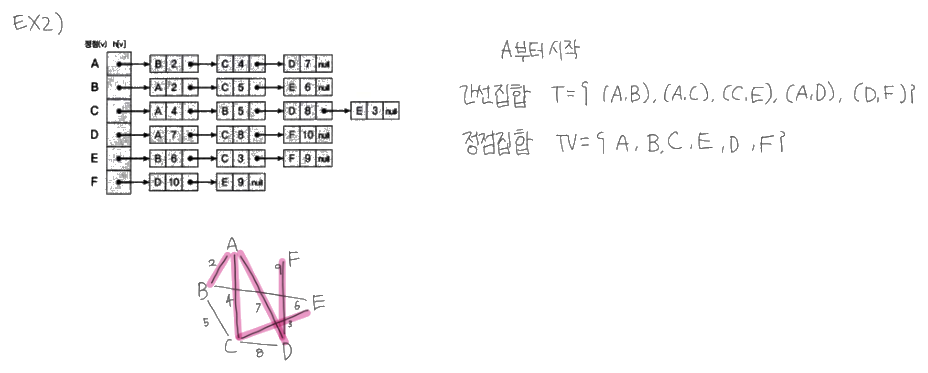 EX2)
정점(v) h[v]
A B 2 C 4 D 7 null
B A 2 C 5 E 6 null
C A 4 B 5 D 8 E 3 null
D A 7 C 8 F 10 null
E B 6 C 3 F 9 null
F D 10 E 9 null
A부터 시작
간선집합 T={ (A,B), (A,C), (C,E), (A,D), (D,F)}
정점집합 TV={ A, B, C, E, D, F}
A
2 9 F
B 4 7 6 E
5 3
C 8 D